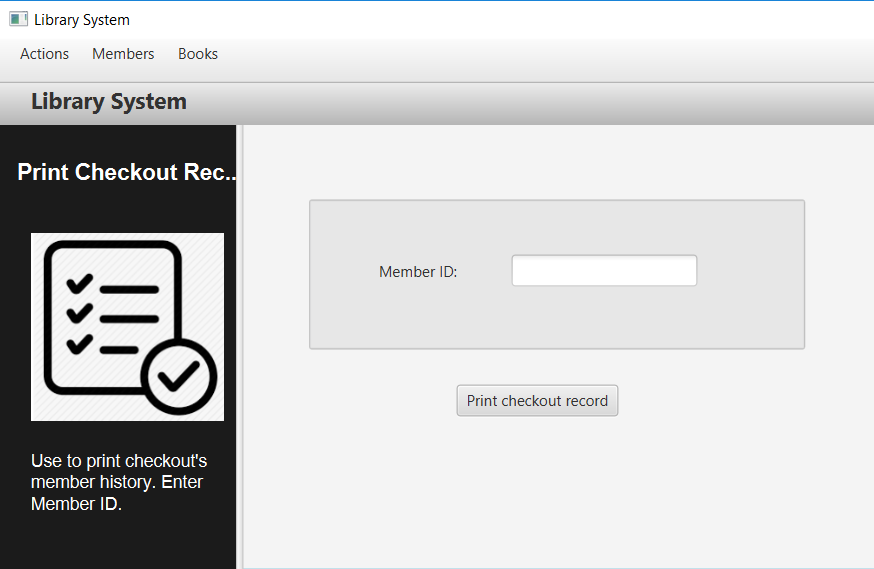 Library System
Actions Members Books
Library System
Print Checkout Rec..
Member ID:
Print checkout record
Use to print checkout's
member history. Enter
Member ID.